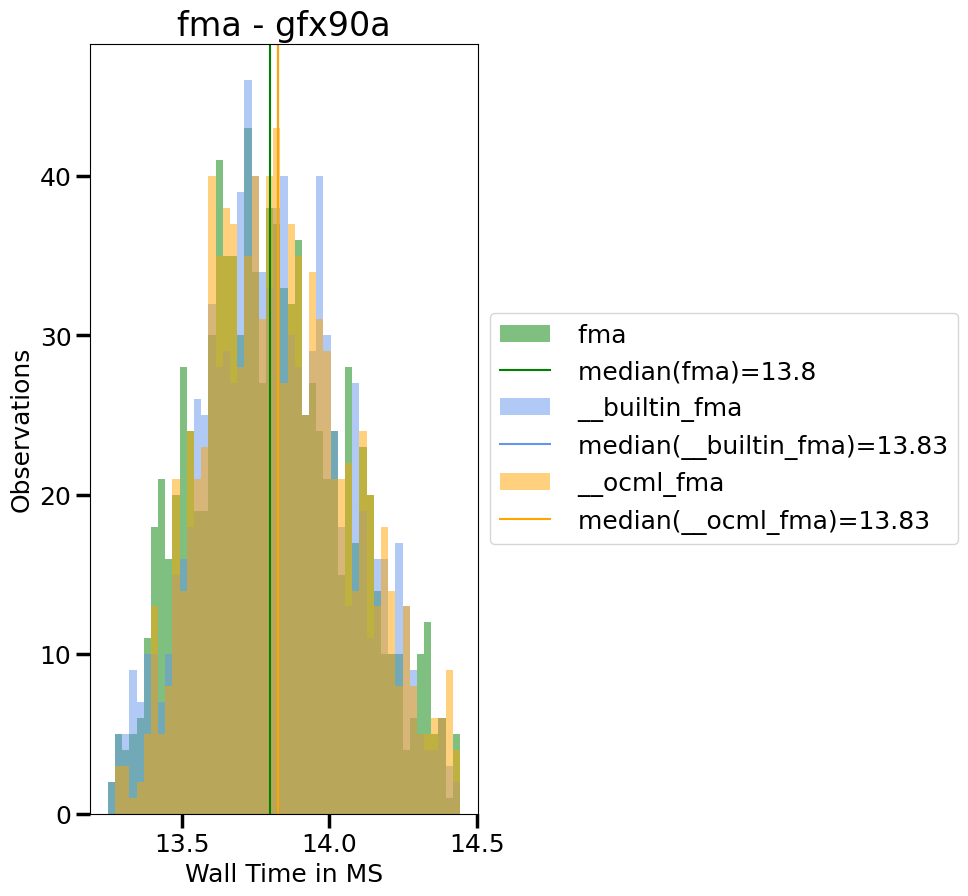 fma - gfx90a
40
30
20
10
0
Observations
13.5
14.0
14.5
Wall Time in MS
fma
median(fma)=13.8
__builtin_fma
median(__builtin_fma)=13.83
__ocml_fma
median(__ocml_fma)=13.83